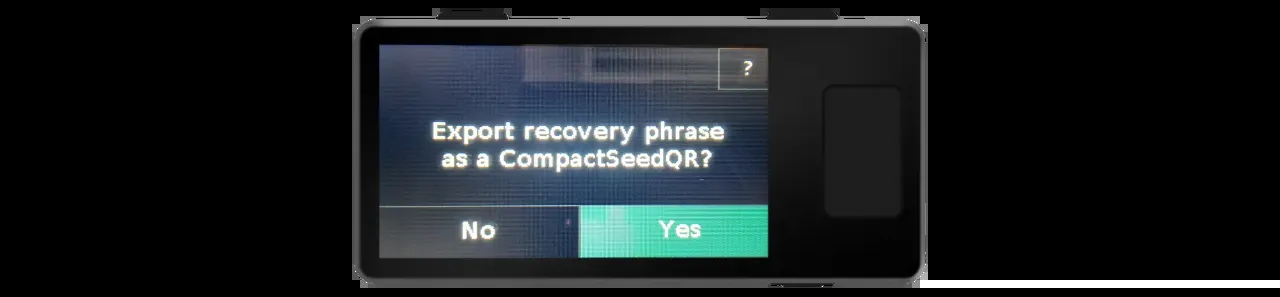 ?
Export recovery phrase
as a CompactSeedQR?
No
Yes